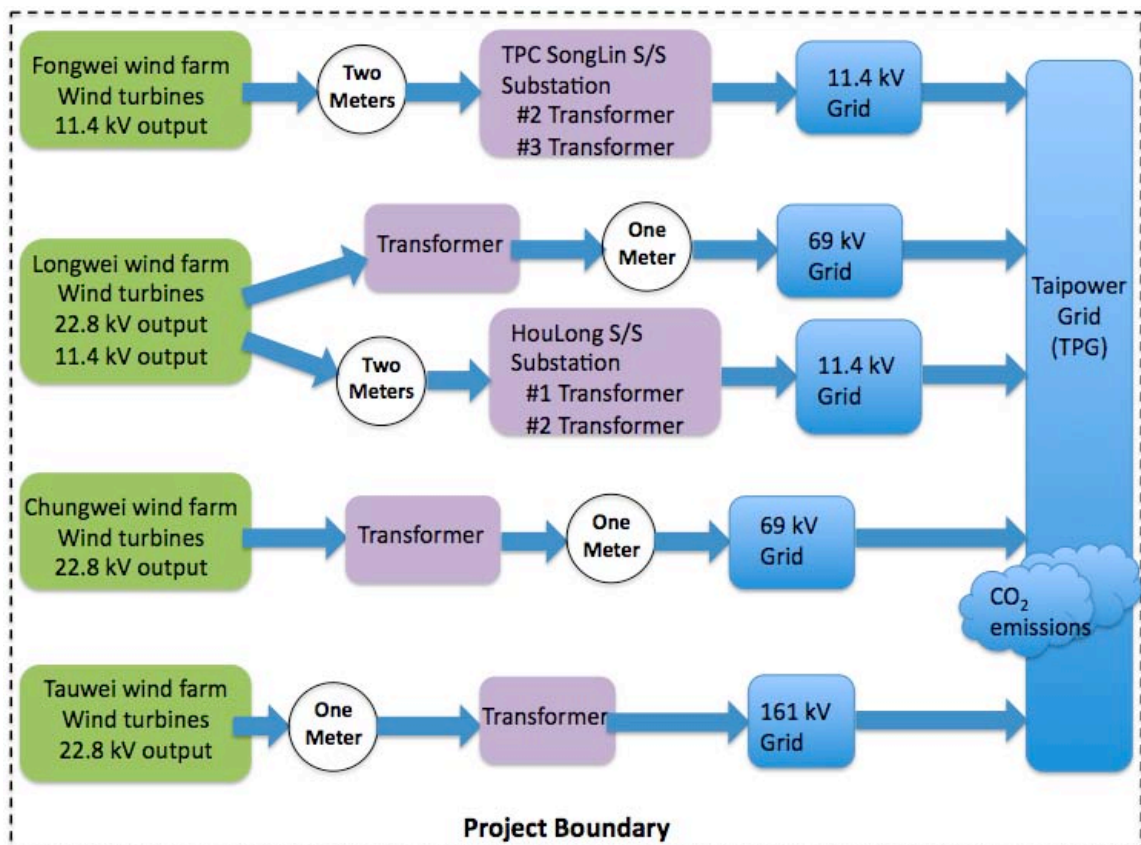 Fongwei wind farm
Wind turbines
11.4 kV output
Two
Meters
TPC SongLin S/S
Substation
#2 Transformer
#3 Transformer
11.4 kV
Grid
Longwei wind farm
Wind turbines
22.8 kV output
11.4 kV output
Transformer
One
Meter
69 kV
Grid
Two
Meters
HouLong S/S
Substation
#1 Transformer
#2 Transformer
11.4 kV
Grid
Taipower
Grid
(TPG)
Chungwei wind farm
Wind turbines
22.8 kV output
Transformer
One
Meter
69 kV
Grid
CO₂
emissions
Tauwei wind farm
Wind turbines
22.8 kV output
One
Meter
Transformer
161 kV
Grid
Project Boundary